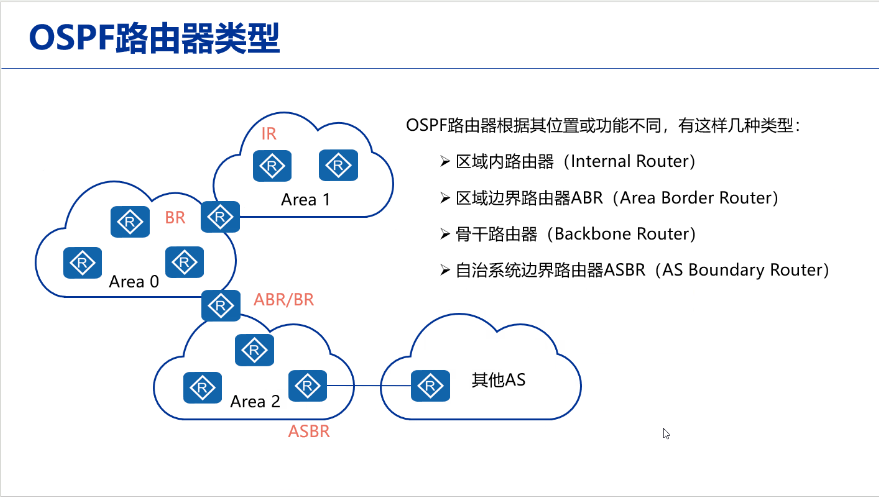 OSPF路由器类型
OSPF路由器根据其位置或功能不同，有这样几种类型：
➢ 区域内路由器（Internal Router）
➢ 区域边界路由器ABR（Area Border Router）
➢ 骨干路由器（Backbone Router）
➢ 自治系统边界路由器ASBR（AS Boundary Router）
IR
R
R
Area 1
R
BR
R
R
R
Area 0
R
ABR/BR
R
R
R
Area 2
ASBR
R
其他AS